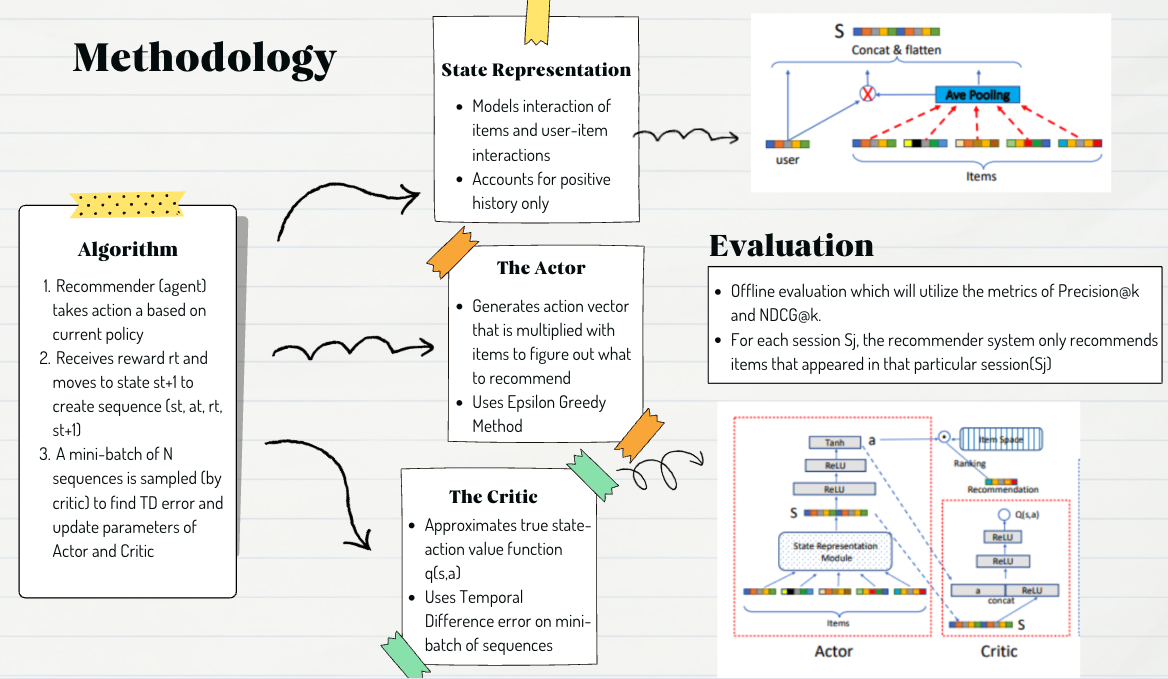 Methodology
Algorithm
1. Recommender (agent)
takes action a based on
current policy
2. Receives reward rt and
moves to state st+1 to
create sequence (st, at, rt,
st+1)
3. A mini-batch of N
sequences is sampled (by
critic) to find TD error and
update parameters of
Actor and Critic
State Representation
• Models interaction of
items and user-item
interactions
• Accounts for positive
history only
The Actor
• Generates action vector
that is multiplied with
items to figure out what
to recommend
• Uses Epsilon Greedy
Method
The Critic
• Approximates true state-
action value function
q(s,a)
• Uses Temporal
Difference error on mini-
batch of sequences
S
Concat & flatten
X
Ave Pooling
user
Items
Evaluation
• Offline evaluation which will utilize the metrics of Precision@k
and NDCG@k.
• For each session Sj, the recommender system only recommends
items that appeared in that particular session(Sj)
Tanh
a
Item Space
ReLU
Ranking
ReLU
Recommendation
S
State Representation
Module
Items
Actor
Q(s,a)
ReLU
ReLU
a
ReLU
concat
S
Critic